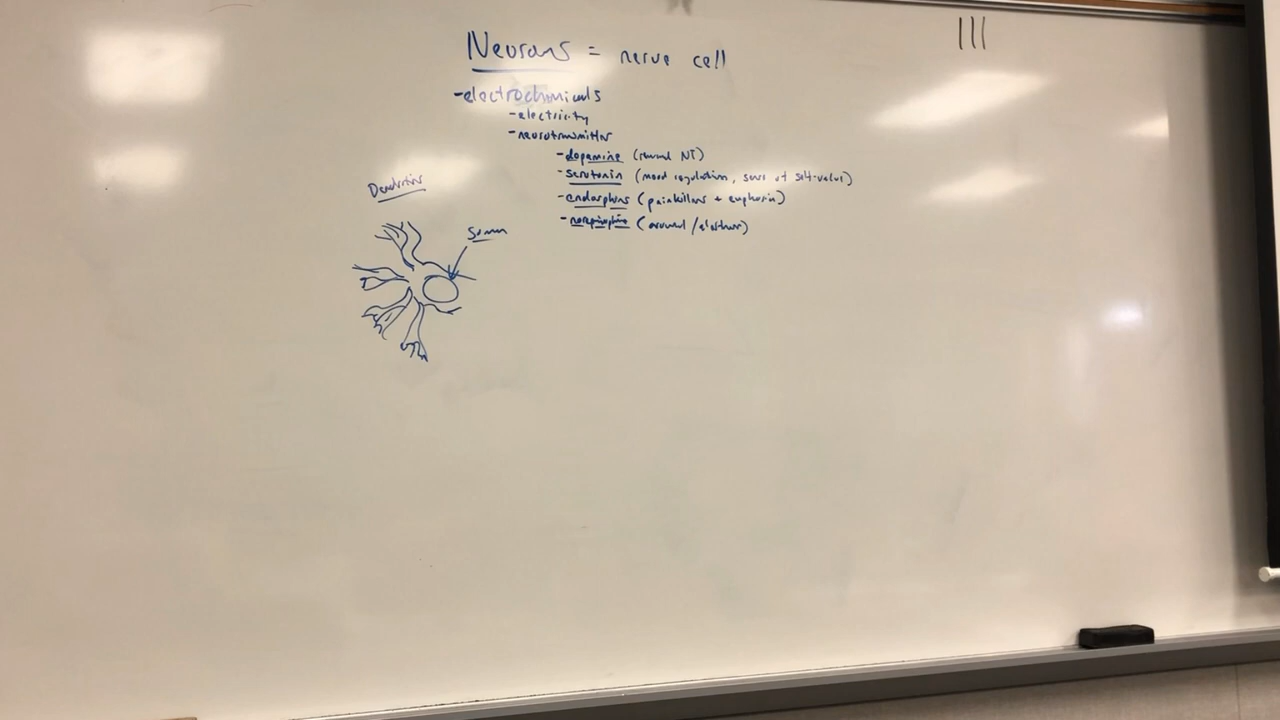 Neurons = nerve cell
-electrochemicals
-electricity
-neurotransmitter
-dopamine (reward NT)
-serotonin (mood regulation, sense of self-value)
-endorphins (painkillers + euphoria)
-norepinephrine (arousal /alertness)
Dendrites
Soma
|||